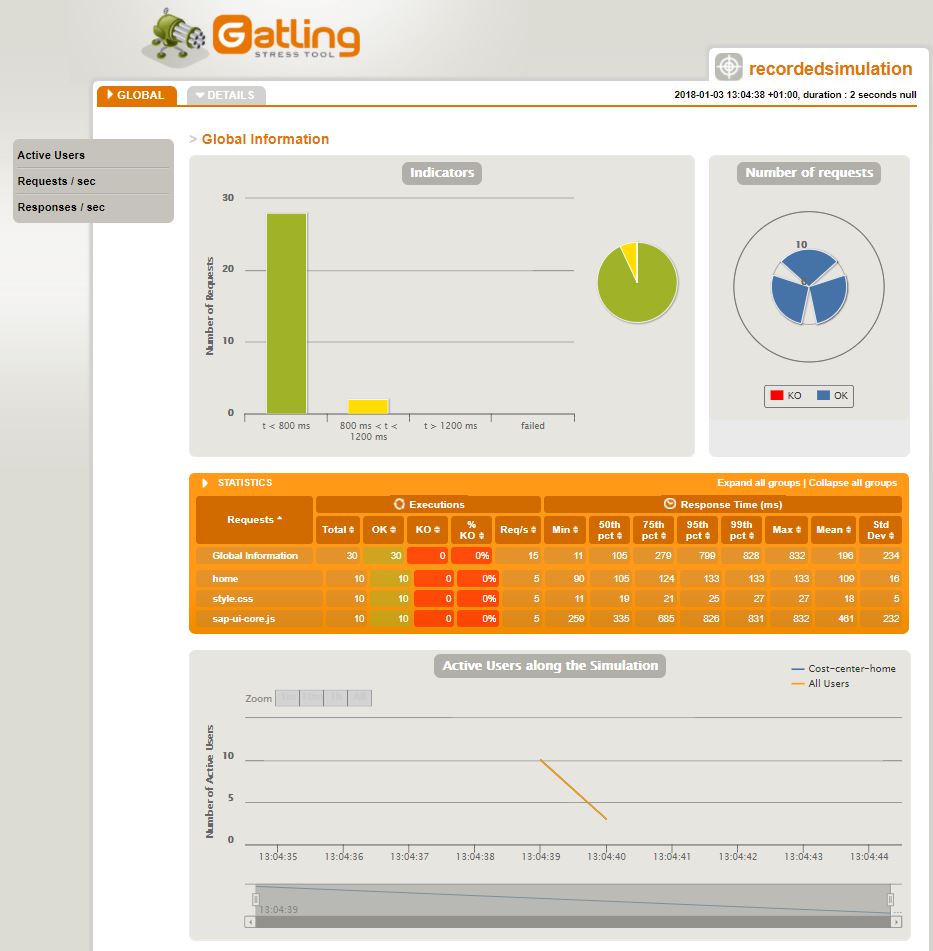 Gatling
STRESS TOOL
recordedsimulation
GLOBAL
DETAILS
2018-01-03 13:04:38 +01:00, duration : 2 seconds null
Active Users
Requests / sec
Responses / sec
> Global Information
Indicators
30
20
10
0
Number of Requests
t < 800 ms
800 ms < t <
1200 ms
t > 1200 ms
failed
Number of requests
10
KO OK
STATISTICS
Expand all groups | Collapse all groups
Requests
Executions
Response Time (ms)
Total OK KO % KO Req/s Min 50th pct 75th pct 95th pct 99th pct Max Mean Std Dev
Global Information 30 30 0 0% 15 11 105 279 799 828 832 196 234
home 10 10 0 0% 5 90 105 124 133 133 133 109 16
style.css 10 10 0 0% 5 11 19 21 25 27 27 18 5
sap-ui-core.js 10 10 0 0% 5 259 335 685 826 831 832 461 232
Active Users along the Simulation
Cost-center-home
All Users
Zoom
Number of Active Users
10
5
0
13:04:35 13:04:36 13:04:37 13:04:38 13:04:39 13:04:40 13:04:41 13:04:42 13:04:43 13:04:44
13:04:39
...